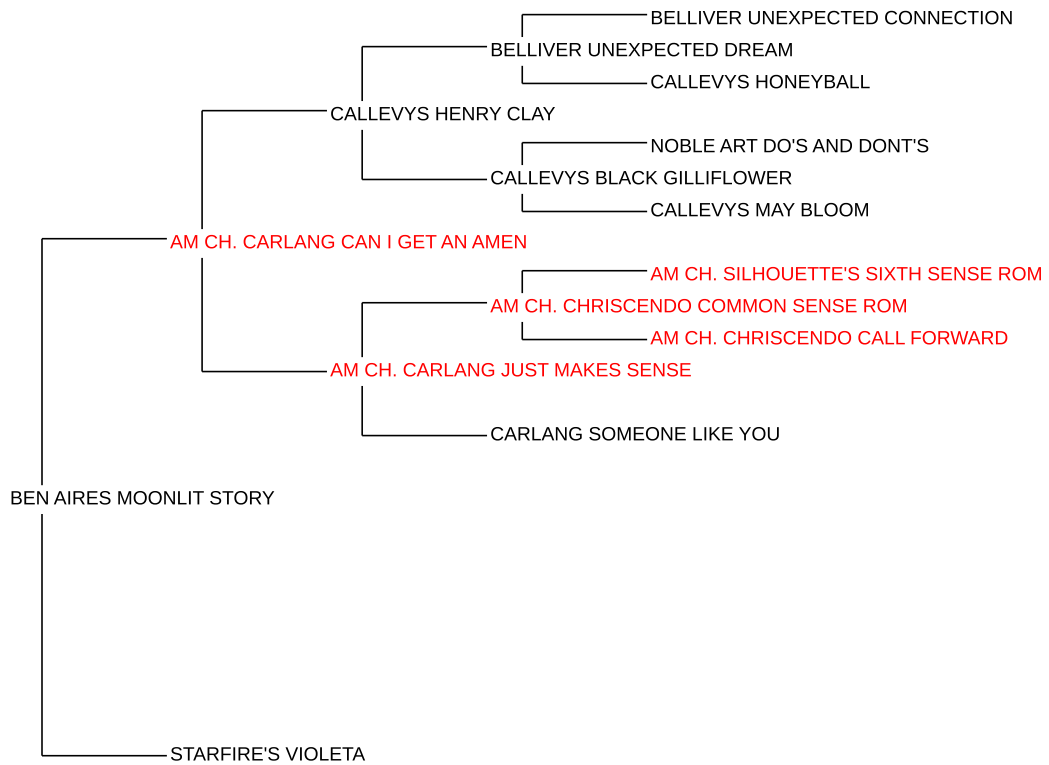 BELLIVER UNEXPECTED CONNECTION
BELLIVER UNEXPECTED DREAM
CALLEVYS HONEYBALL
CALLEVYS HENRY CLAY
NOBLE ART DO'S AND DONT'S
CALLEVYS BLACK GILLIFLOWER
CALLEVYS MAY BLOOM
AM CH. CARLANG CAN I GET AN AMEN
AM CH. SILHOUETTE'S SIXTH SENSE ROM
AM CH. CHRISCENDO COMMON SENSE ROM
AM CH. CHRISCENDO CALL FORWARD
AM CH. CARLANG JUST MAKES SENSE
CARLANG SOMEONE LIKE YOU
BEN AIRES MOONLIT STORY
STARFIRE'S VIOLETA